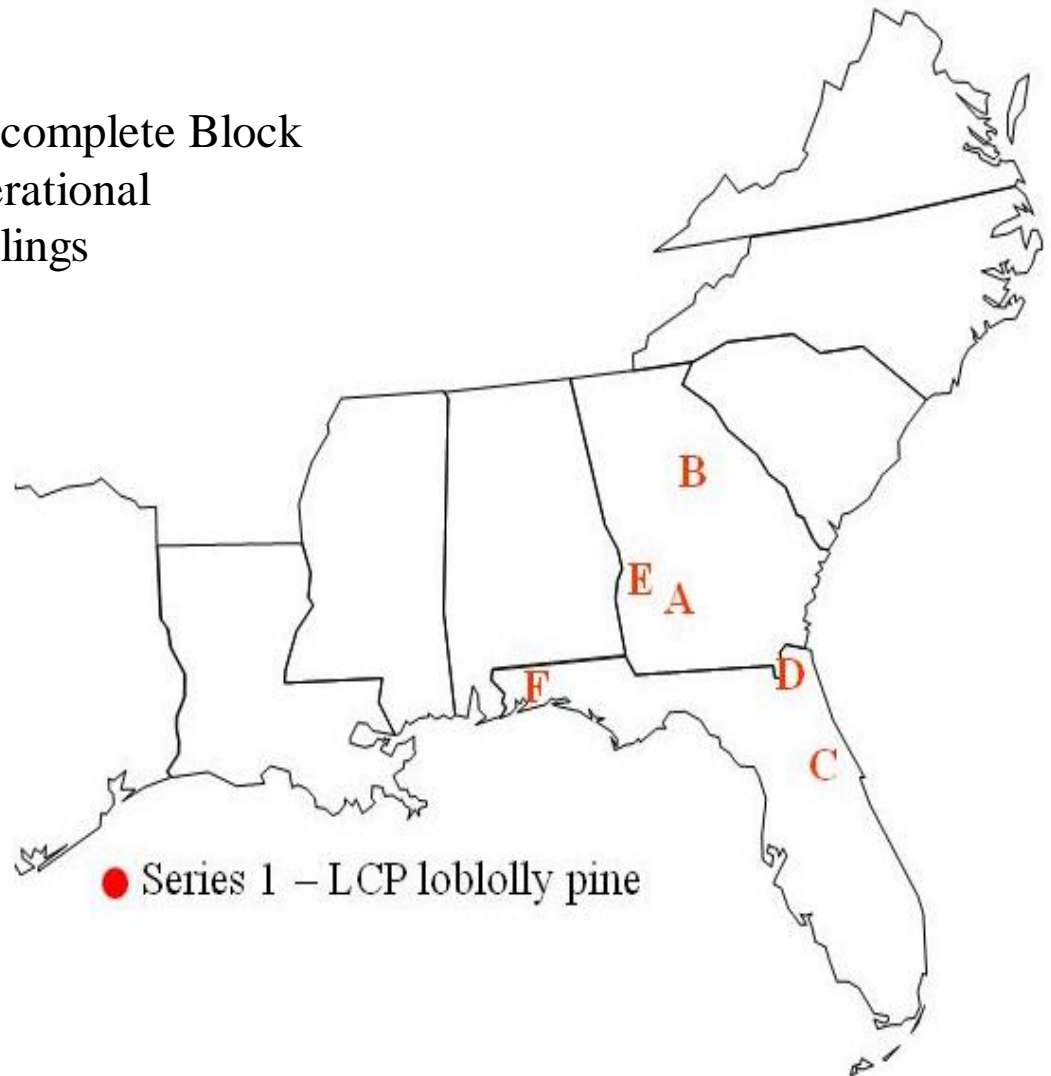 complete Block
erational
lings
B
E
A
D
F
C
Series 1 – LCP loblolly pine